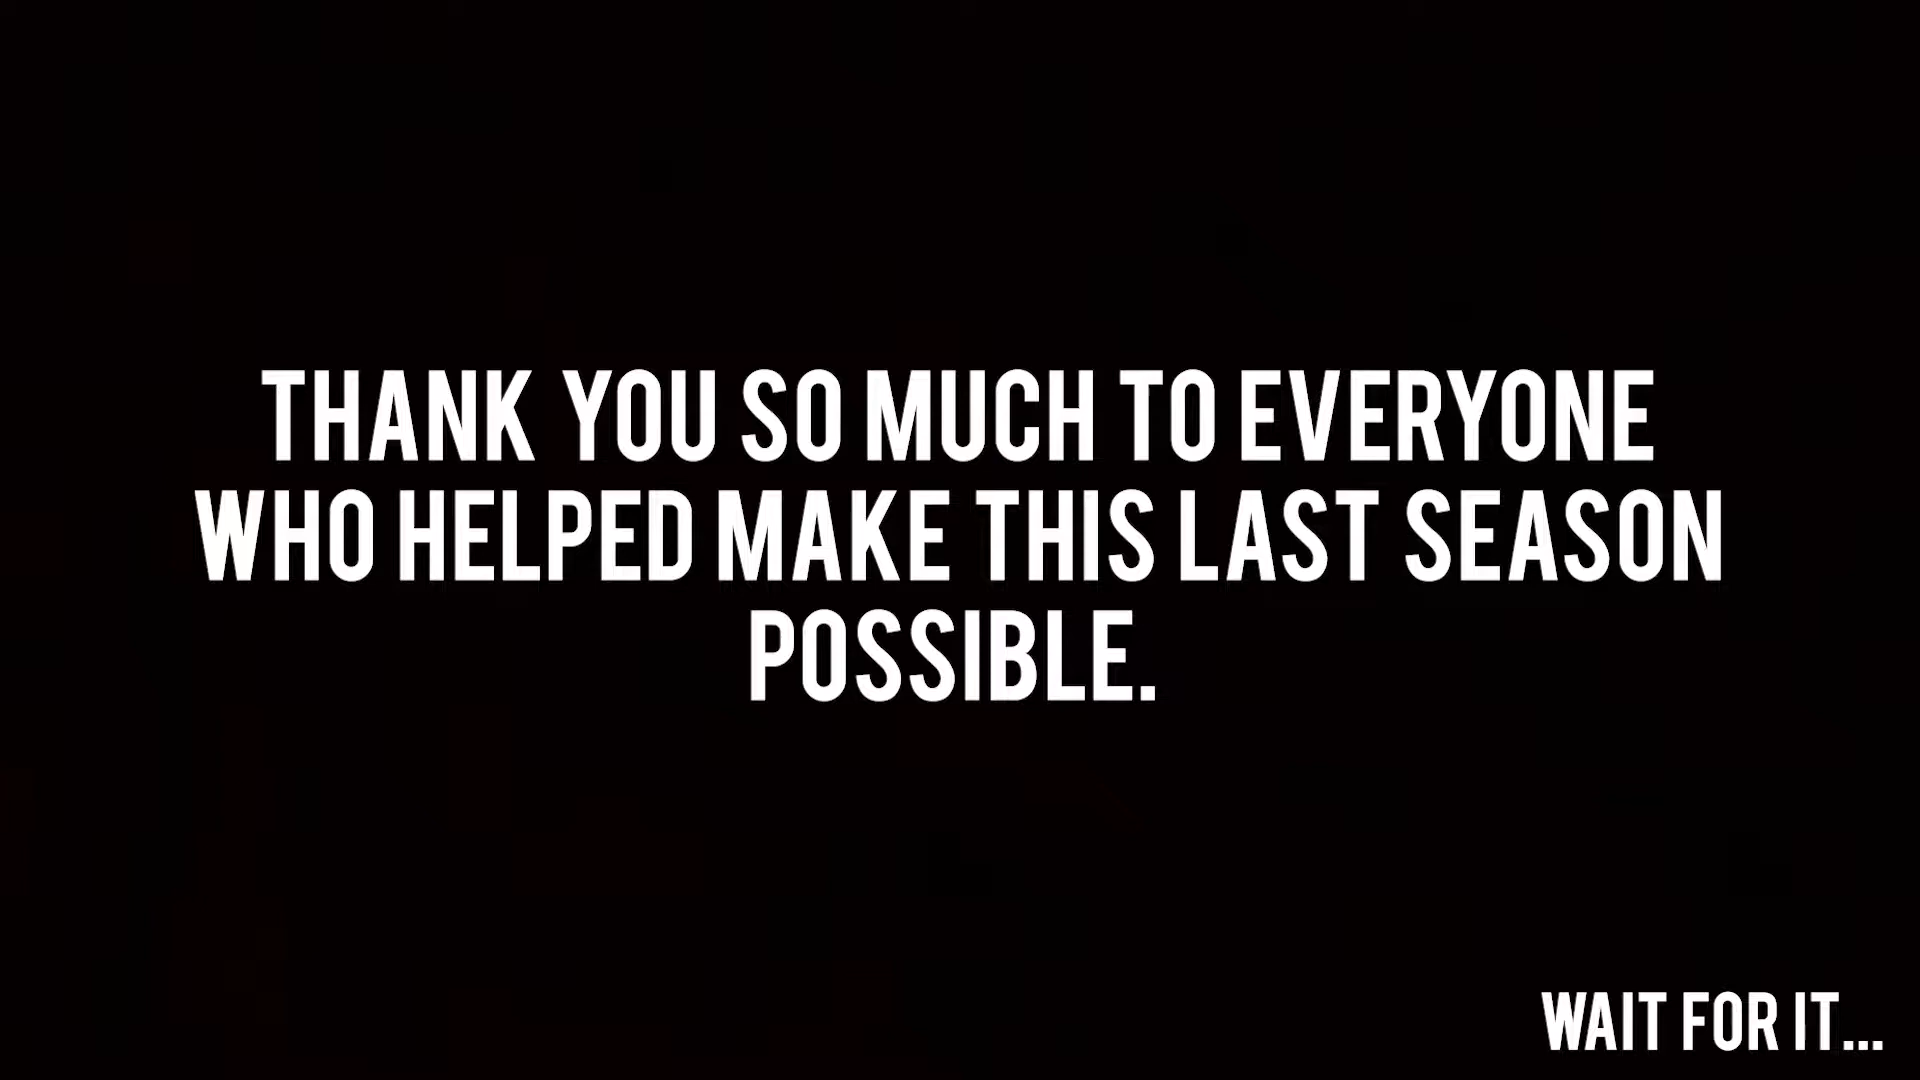 THANK YOU SO MUCH TO EVERYONE
WHO HELPED MAKE THIS LAST SEASON
POSSIBLE.
WAIT FOR IT...